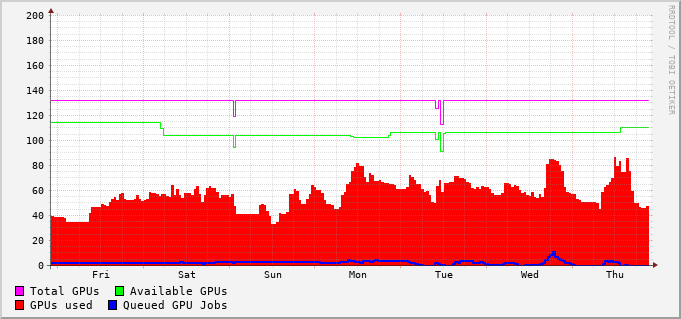 200
180
160
140
120
100
80
60
40
20
0
Fri Sat Sun Mon Tue Wed Thu
Total GPUs Available GPUs
GPUs used Queued GPU Jobs
RRDTOOL / TOBI OETIKER